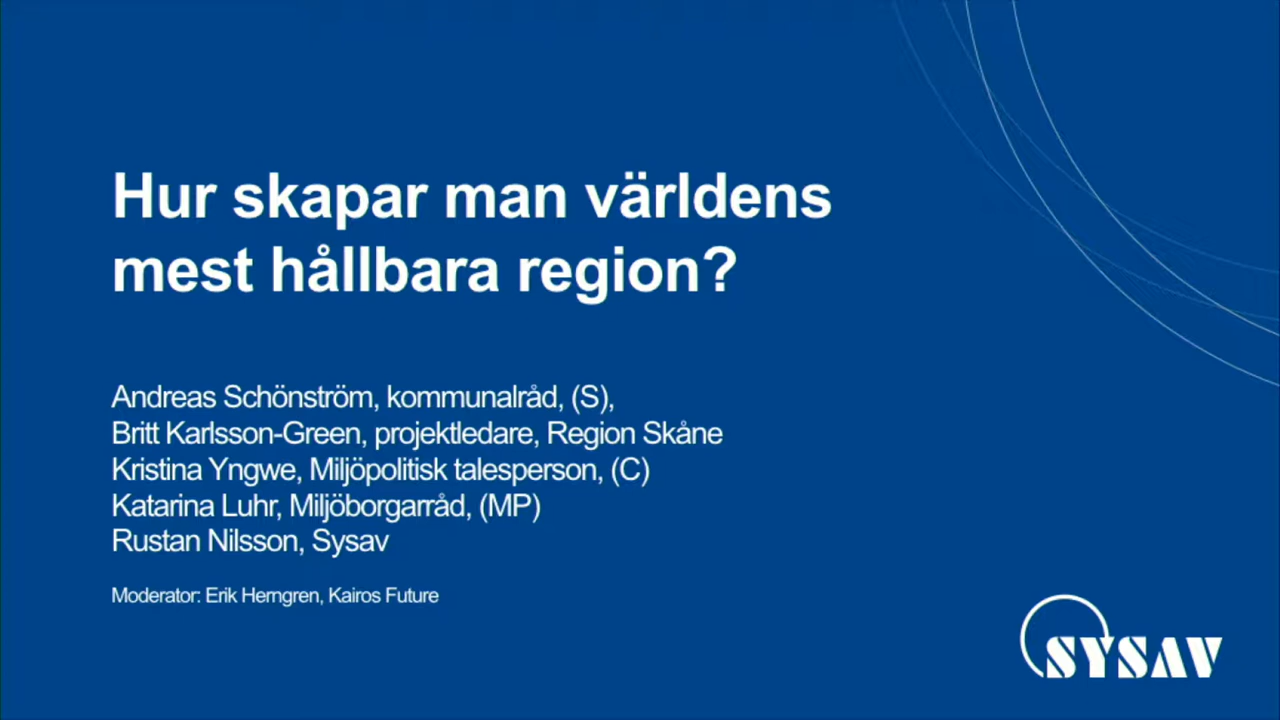 Hur skapar man världens
mest hållbara region?
Andreas Schönström, kommunalråd, (S),
Britt Karlsson-Green, projektledare, Region Skåne
Kristina Yngwe, Miljöpolitisk talesperson, (C)
Katarina Luhr, Miljöborgarråd, (MP)
Rustan Nilsson, Sysav
Moderator: Erik Herngren, Kairos Future
SYSAV